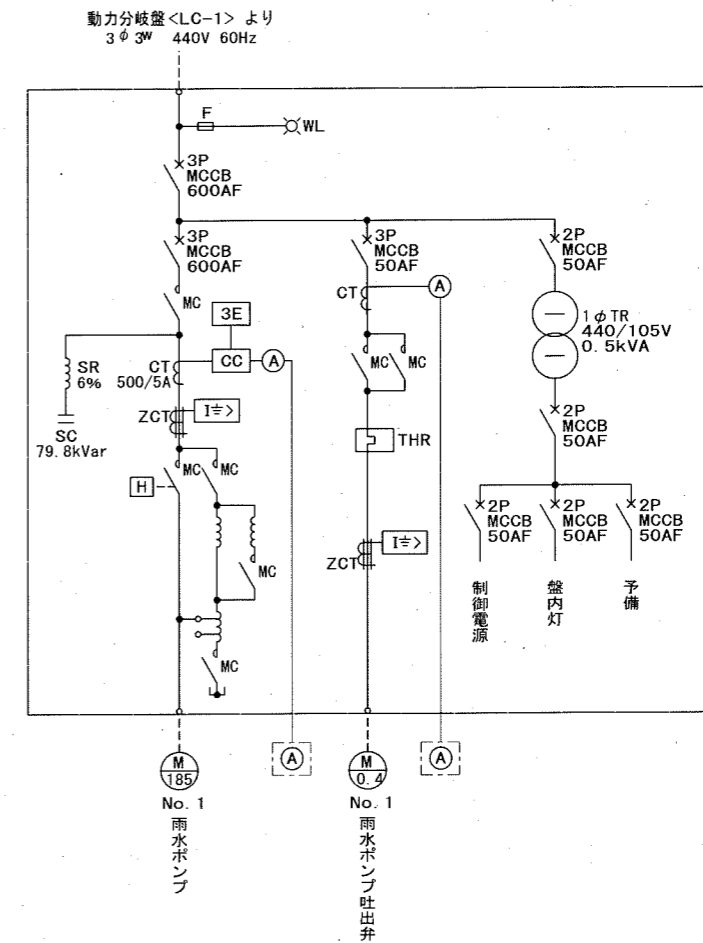 動力分岐盤<LC-1> より
3φ3W 440V 60Hz
F
WL
3P
MCCB
600AF
3P
MCCB
600AF
MC
3E
CC
A
SR
6%
CT
500/5A
SC
79.8kVar
ZCT
I⏚>
H
MC
MC
MC
MC
3P
MCCB
50AF
CT
A
MC
MC
THR
I⏚>
ZCT
2P
MCCB
50AF
1φTR
440/105V
0.5kVA
2P
MCCB
50AF
2P
MCCB
50AF
2P
MCCB
50AF
2P
MCCB
50AF
制御電源
盤内灯
予備
M
185
No.1
雨水ポンプ
A
M
0.4
No.1
雨水ポンプ吐出弁
A